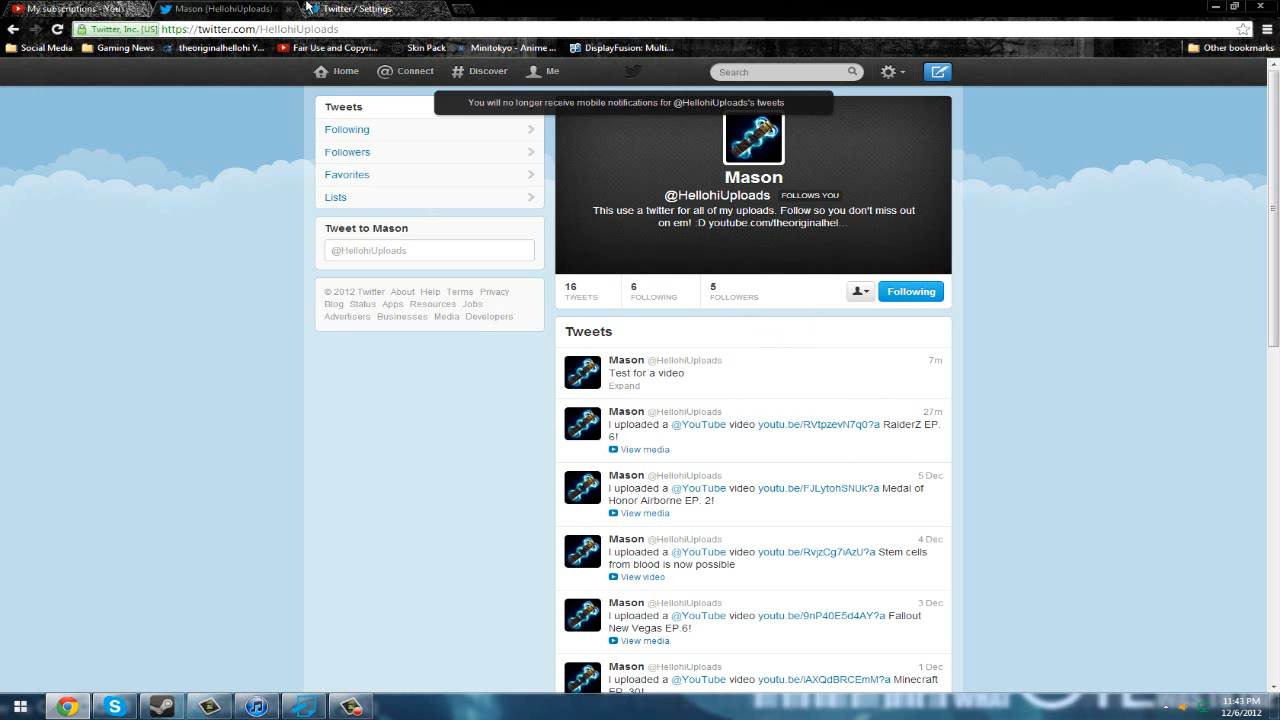 My subscriptions - YouT
Mason (HellohiUploads)
Twitter / Settings
Twitter, Inc. [US] https://twitter.com/HellohiUploads
Social Media
Gaming News
theoriginalhellohi Y...
Fair Use and Copyri...
Skin Pack
Minitokyo - Anime ...
DisplayFusion: Multi...
Other bookmarks
Home
Connect
Discover
Me
Search
You will no longer receive mobile notifications for @HellohiUploads's tweets
Tweets
Following
Followers
Favorites
Lists
Tweet to Mason
@HellohiUploads
© 2012 Twitter About Help Terms Privacy
Blog Status Apps Resources Jobs
Advertisers Businesses Media Developers
Mason
@HellohiUploads FOLLOWS YOU
This use a twitter for all of my uploads. Follow so you don't miss out
on em! :D youtube.com/theoriginalhel...
16
TWEETS
6
FOLLOWING
5
FOLLOWERS
Following
Tweets
Mason @HellohiUploads 7m
Test for a video
Expand
Mason @HellohiUploads 27m
I uploaded a @YouTube video youtu.be/RVtpzevN7q0?a RaiderZ EP.
6!
View media
Mason @HellohiUploads 5 Dec
I uploaded a @YouTube video youtu.be/FJLytohSNUk?a Medal of
Honor Airborne EP. 2!
View media
Mason @HellohiUploads 4 Dec
I uploaded a @YouTube video youtu.be/RvjzCg7iAzU?a Stem cells
from blood is now possible
View video
Mason @HellohiUploads 3 Dec
I uploaded a @YouTube video youtu.be/9nP40E5d4AY?a Fallout
New Vegas EP.6!
View media
Mason @HellohiUploads 1 Dec
I uploaded a @YouTube video youtu.be/iAXQdBRCEmM?a Minecraft
EP. 30!
11:43 PM
12/6/2012